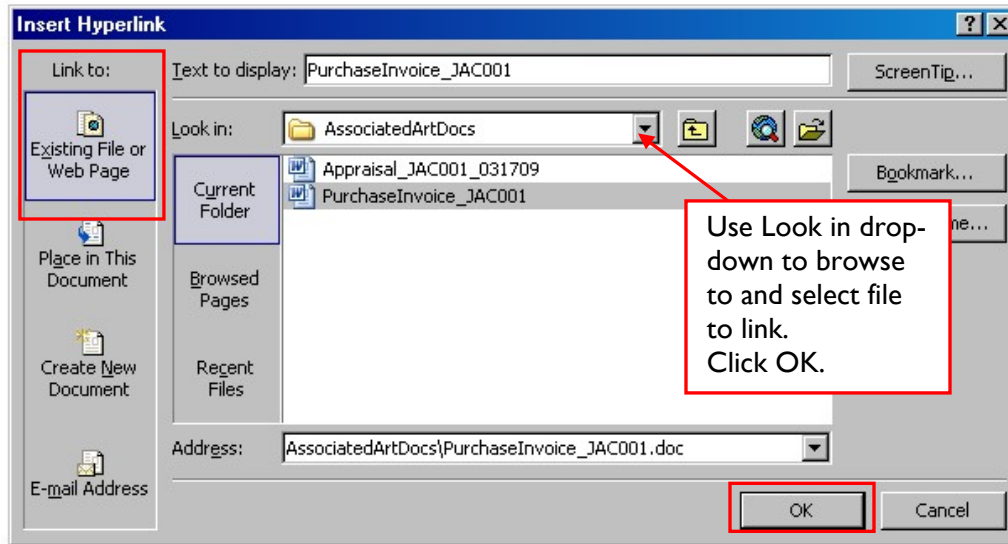 Insert Hyperlink
Link to:
Text to display: PurchaseInvoice_JAC001
ScreenTip...
Existing File or
Web Page
Look in: AssociatedArtDocs
Current
Folder
Appraisal_JAC001_031709
PurchaseInvoice_JAC001
Bookmark...
me...
Use Look in drop-
down to browse
to and select file
to link.
Click OK.
Place in This
Document
Browsed
Pages
Create New
Document
Recent
Files
Address: AssociatedArtDocs\PurchaseInvoice_JAC001.doc
E-mail Address
OK
Cancel